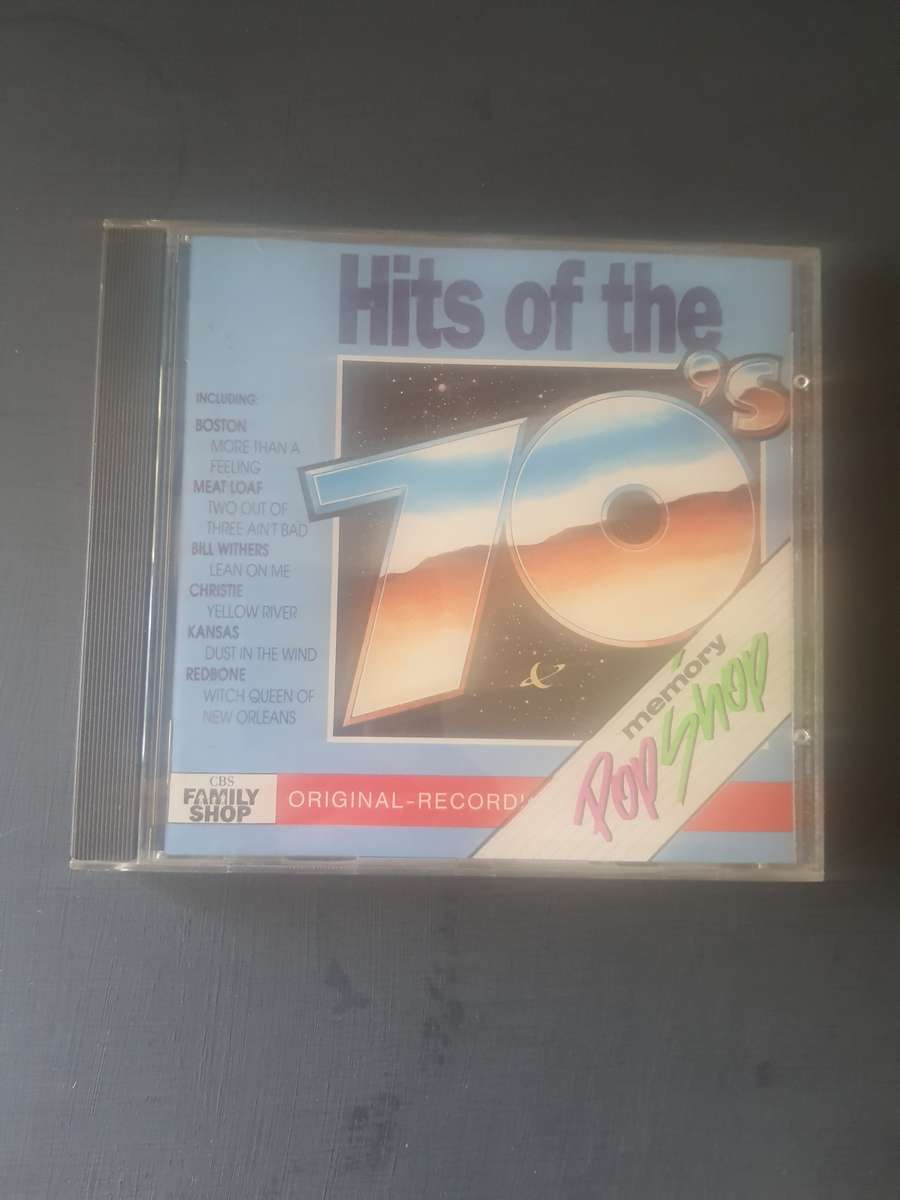 Hits of the
70's
INCLUDING:
BOSTON
MORE THAN A
FEELING
MEAT LOAF
TWO OUT OF
THREE AIN'T BAD
BILL WITHERS
LEAN ON ME
CHRISTIE
YELLOW RIVER
KANSAS
DUST IN THE WIND
REDBONE
WITCH QUEEN OF
NEW ORLEANS
memory
Pop Shop
CBS
FAMILY
SHOP
ORIGINAL-RECORDI